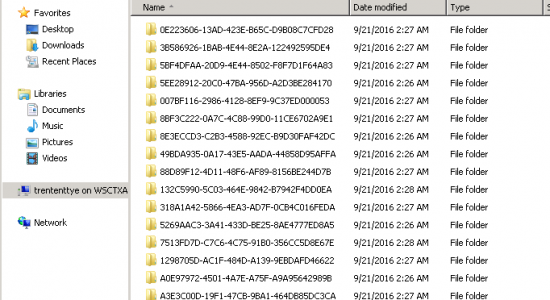 Favorites
Desktop
Downloads
Recent Places
Libraries
Documents
Music
Pictures
Videos
trententtye on WSCTXA
Network
Name Date modified Type
0E223606-13AD-423E-B65C-D9B08C7CFD28 9/21/2016 2:27 AM File folder
3B586926-1BAB-4E44-8E2A-122492595DE4 9/21/2016 2:27 AM File folder
5BF4DFAA-20D9-4E44-8502-F8F7D1F64A83 9/21/2016 2:27 AM File folder
5EE28912-20C0-47BA-956D-A2D3BE284170 9/21/2016 2:26 AM File folder
007BF116-2986-4128-8EF9-9C37ED000053 9/21/2016 2:27 AM File folder
8BF3C222-0A7C-4C88-99D0-11CE6702A9E1 9/21/2016 2:27 AM File folder
8E3ECCD3-C2B3-4588-92EC-B9D30FAF42DC 9/21/2016 2:26 AM File folder
49BDA935-0A17-43E5-AADA-44858D95AFFA 9/21/2016 2:26 AM File folder
88D89F12-4D11-48F6-AF89-8156BE244D7B 9/21/2016 2:27 AM File folder
132C5990-5C03-464E-9842-B7942F4DD0EA 9/21/2016 2:28 AM File folder
318A1A42-5866-4EA3-AD7F-0CB4C016FEDA 9/21/2016 2:27 AM File folder
5269AAC3-3A41-433D-BE25-8AE4777ED8A5 9/21/2016 2:26 AM File folder
7513FD7D-C7C6-4C75-91B0-356CC5D8E67E 9/21/2016 2:28 AM File folder
1298705D-AC1F-484D-A139-9EBDAFD46622 9/21/2016 2:27 AM File folder
A0E97972-4501-4A7E-A75F-A9A95642989B 9/21/2016 2:26 AM File folder
A3E3C00D-19F1-47CB-9BA1-464DB85DC3CA 9/21/2016 2:27 AM File folder